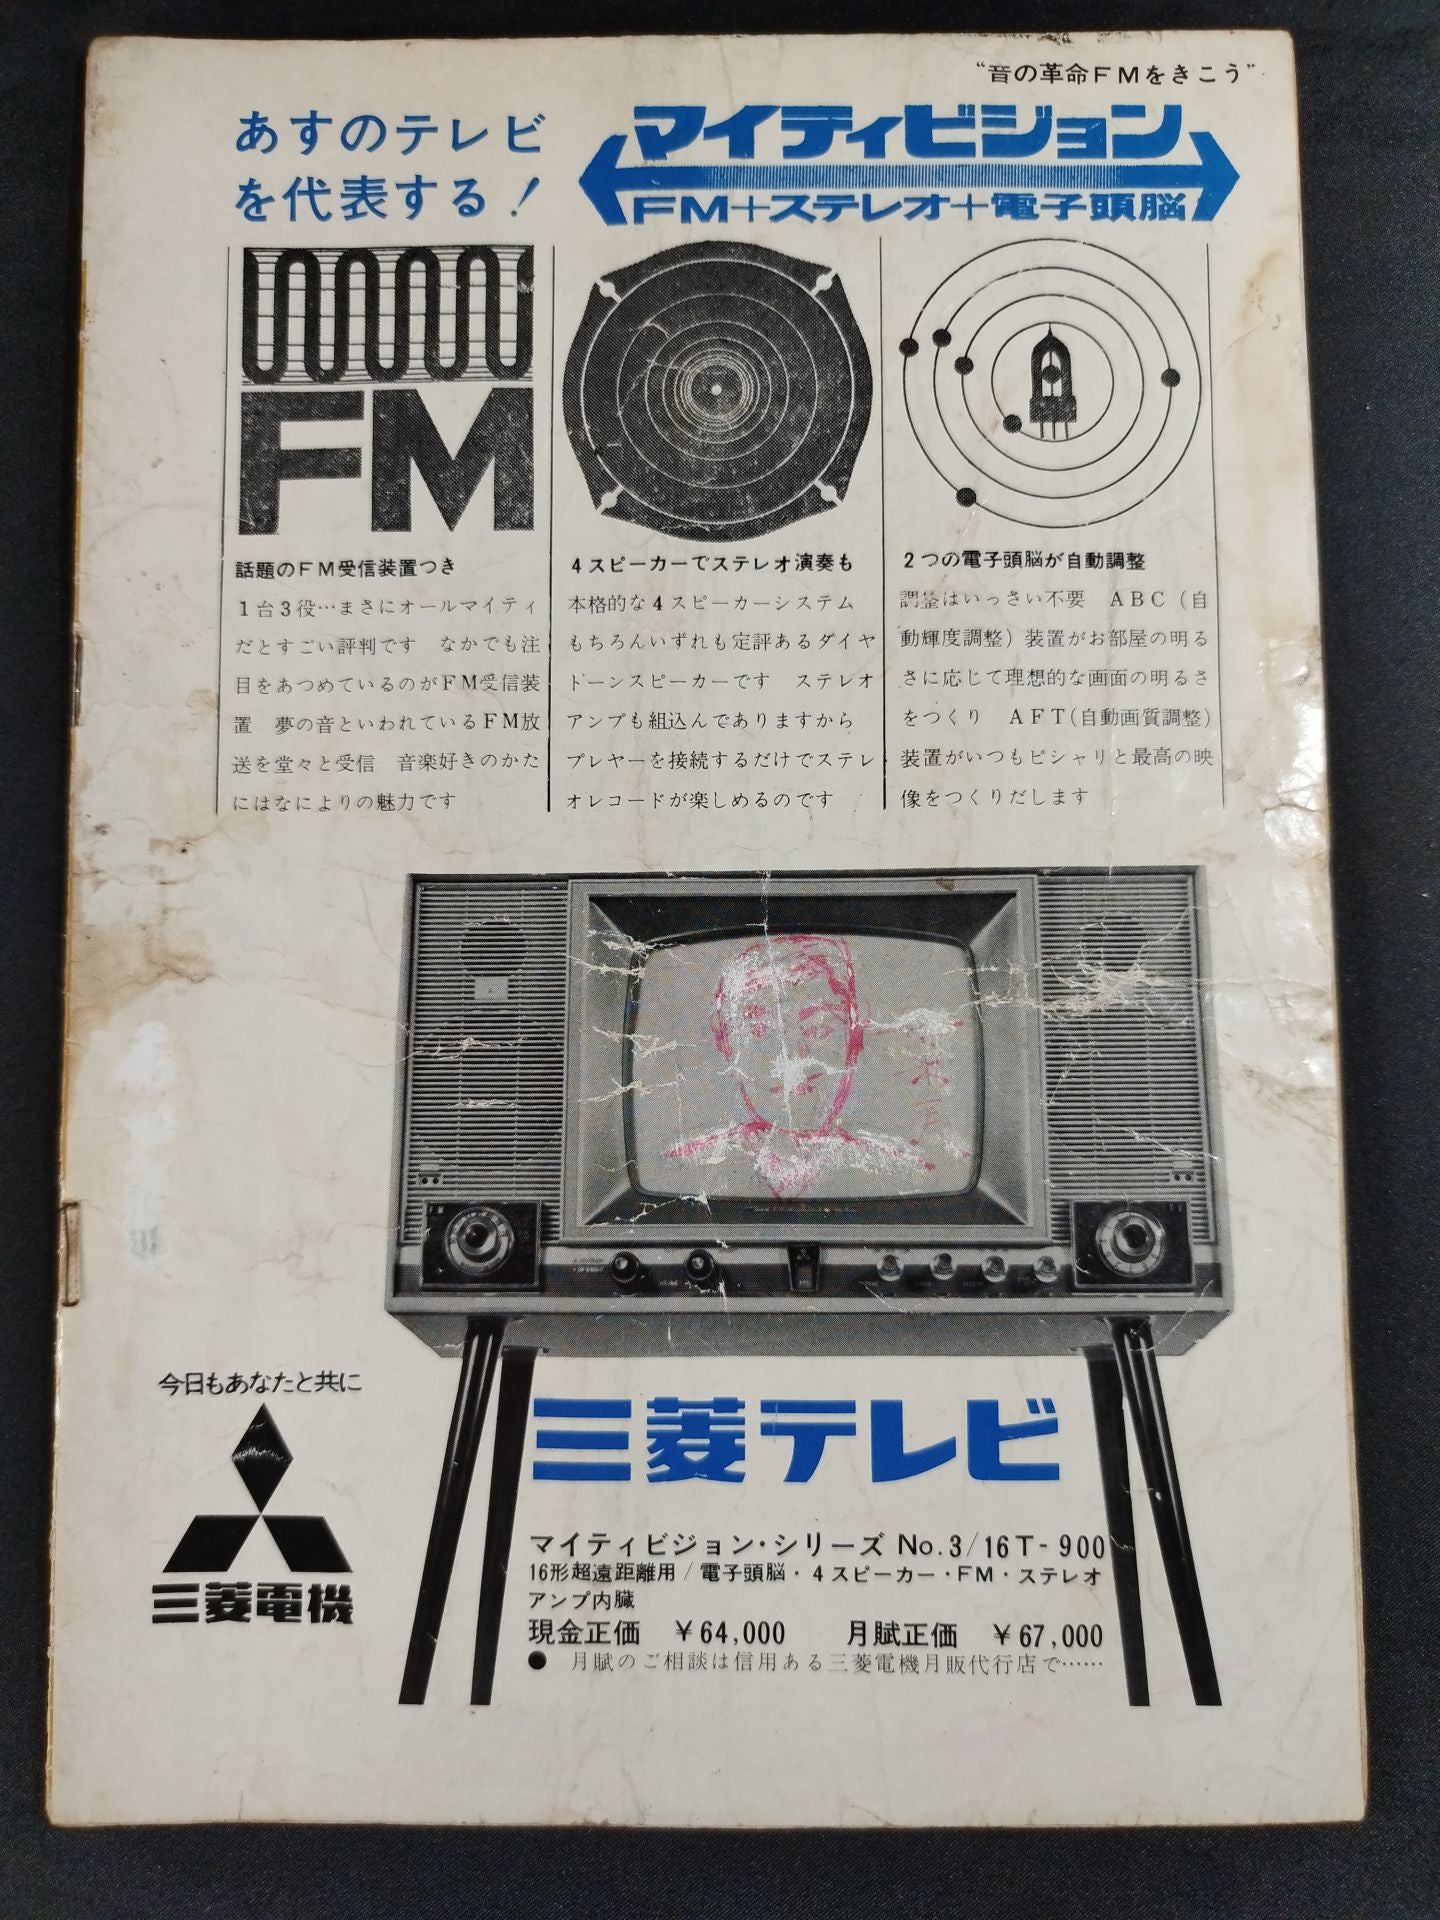 “音の革命FMをきこう”
あすのテレビ
を代表する!
マイティビジョン
FM+ステレオ+電子頭脳
FM
話題のFM受信装置つき
1台3役…まさにオールマイティ
だとすごい評判です なかでも注
目をあつめているのがFM受信装
置 夢の音といわれているFM放
送を堂々と受信 音楽好きのかた
にはなによりの魅力です
4スピーカーでステレオ演奏も
本格的な4スピーカーシステム
もちろんいずれも定評あるダイヤ
トーンスピーカーです ステレオ
アンプも組込んでありますから
プレヤーを接続するだけでステレ
オレコードが楽しめるのです
2つの電子頭脳が自動調整
調整はいっさい不要 ABC(自
動輝度調整)装置がお部屋の明る
さに応じて理想的な画面の明るさ
をつくり AFT(自動画質調整)
装置がいつもピシャリと最高の映
像をつくりだします
FM
TV
VOLUME
今日もあなたと共に
三菱電機
三菱テレビ
マイティビジョン・シリーズ No.3/16T-900
16形超遠距離用/電子頭脳・4スピーカー・FM・ステレオ
アンプ内臓
現金正価 ¥64,000 月賦正価 ¥67,000
● 月賦のご相談は信用ある三菱電機月販代行店で……